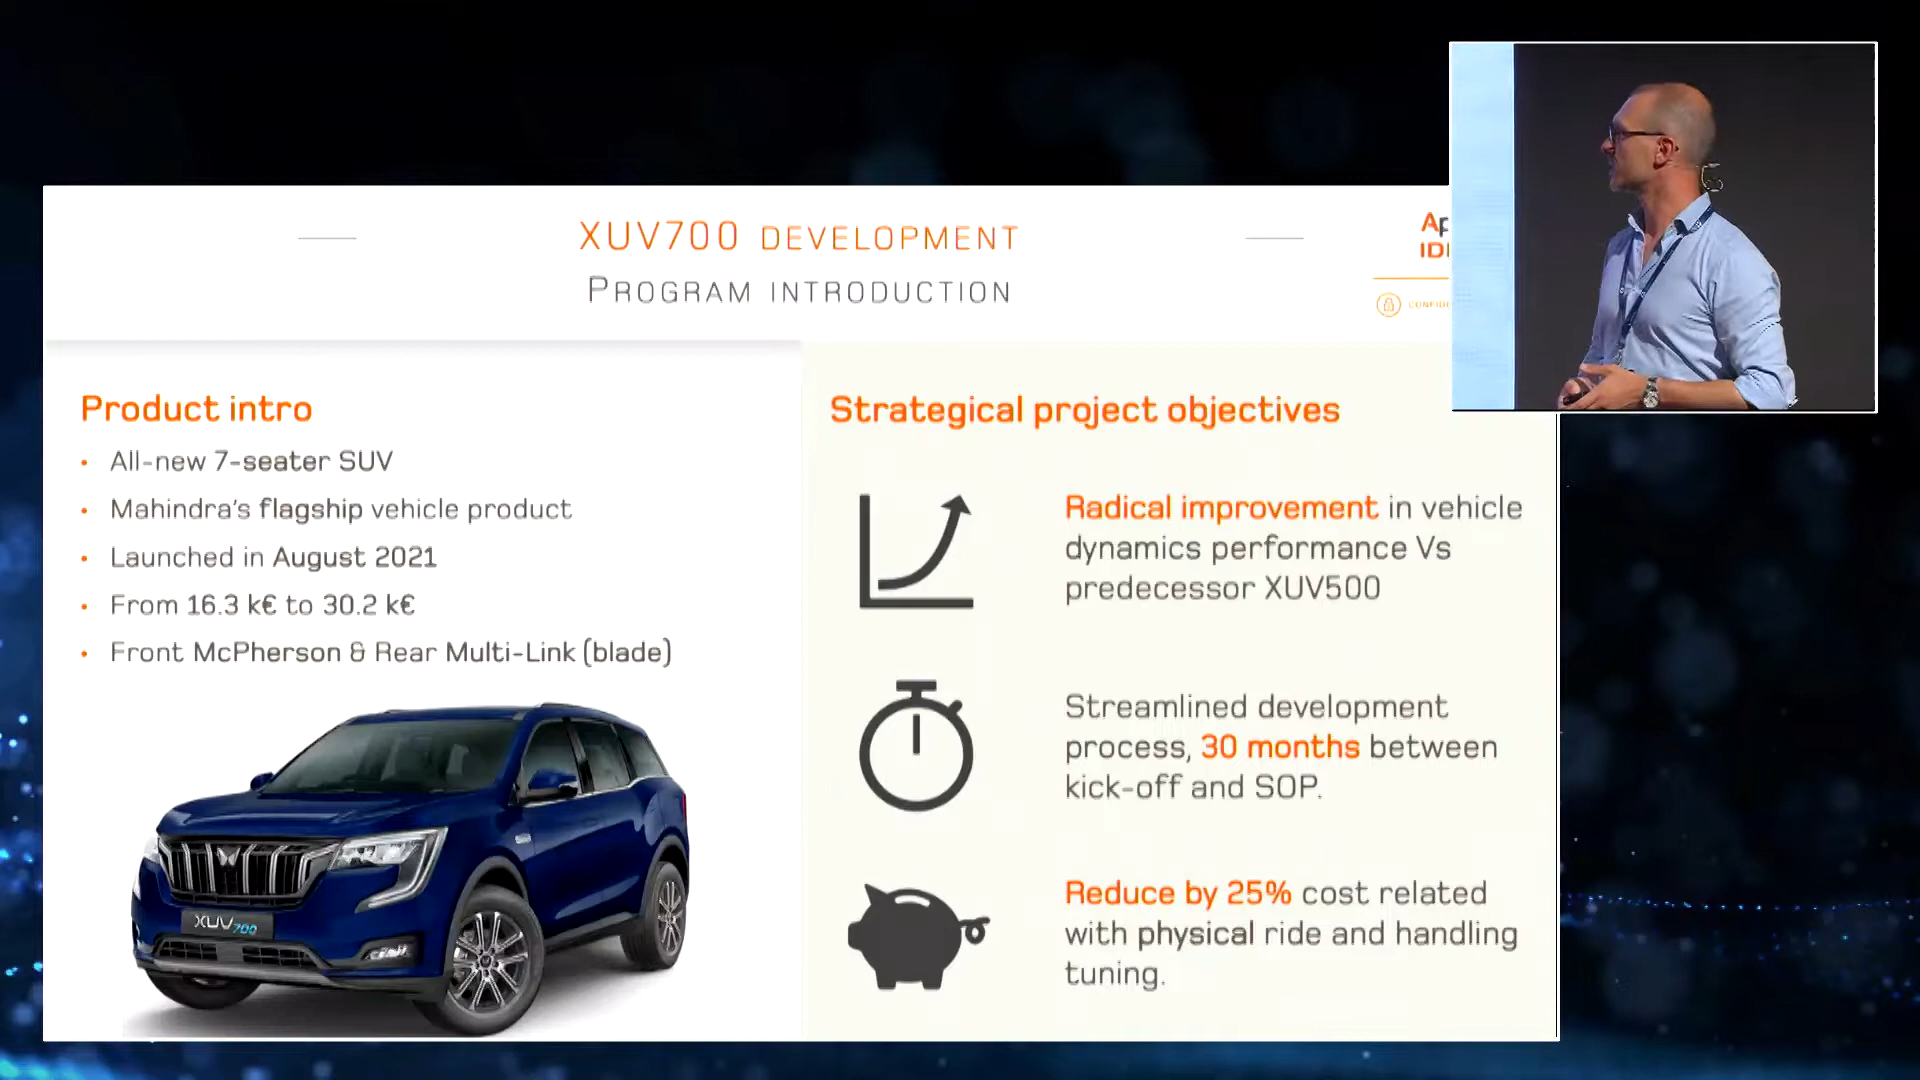 XUV700 DEVELOPMENT
PROGRAM INTRODUCTION
Product intro
• All-new 7-seater SUV
• Mahindra's flagship vehicle product
• Launched in August 2021
• From 16.3 k€ to 30.2 k€
• Front McPherson & Rear Multi-Link (blade)
XUV700
Strategical project objectives
Radical improvement in vehicle
dynamics performance Vs
predecessor XUV500
Streamlined development
process, 30 months between
kick-off and SOP.
Reduce by 25% cost related
with physical ride and handling
tuning.